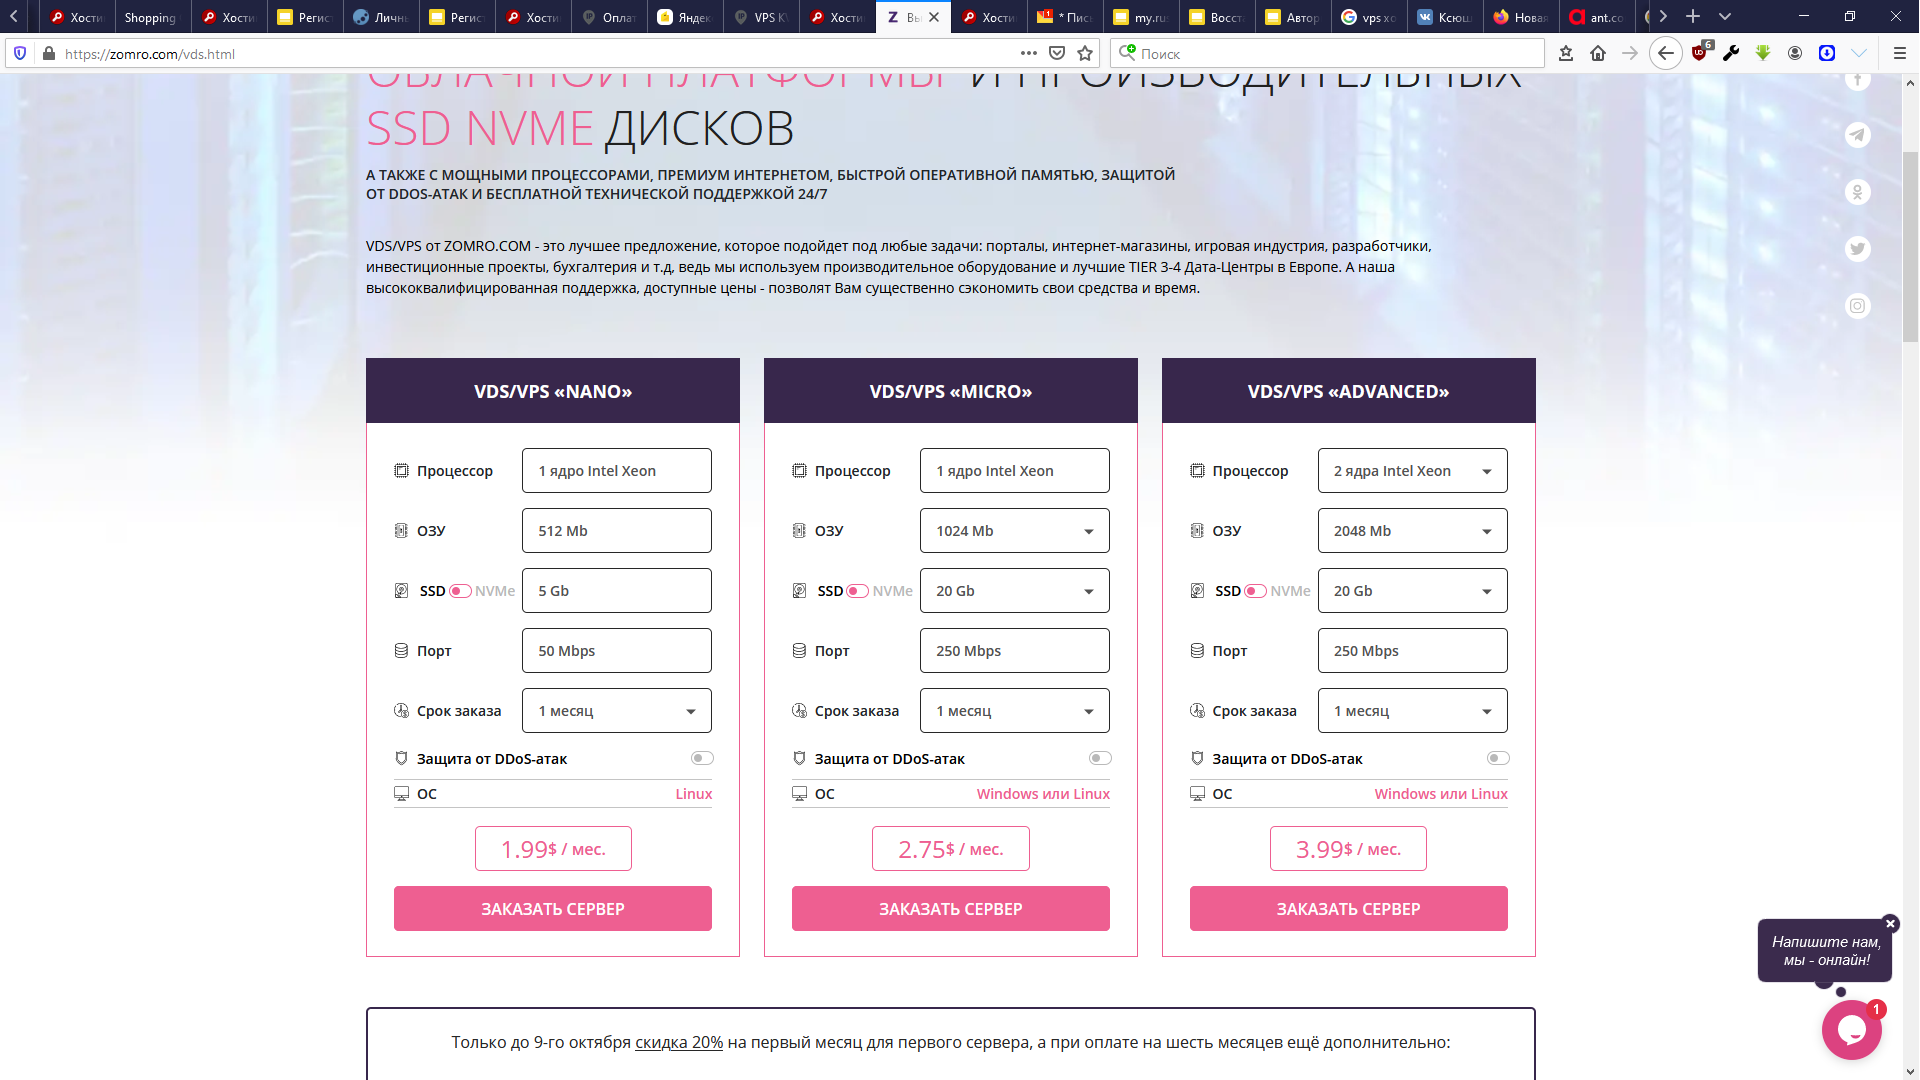 Хости
Shopping
Хости
Регис
Личны
Регис
Хости
Оплат
Яндек
VPS K
Хости
Вы
Хости
* Пись
my.ru
Восста
Автор
vps хо
Ксюш
Новая
ant.co
https://zomro.com/vds.html
Поиск
6
ОБЛАЧНОЙ ПЛАТФОРМЫ И ПРОИЗВОДИТЕЛЬНЫХ
SSD NVME ДИСКОВ
А ТАКЖЕ С МОЩНЫМИ ПРОЦЕССОРАМИ, ПРЕМИУМ ИНТЕРНЕТОМ, БЫСТРОЙ ОПЕРАТИВНОЙ ПАМЯТЬЮ, ЗАЩИТОЙ
ОТ DDOS-АТАК И БЕСПЛАТНОЙ ТЕХНИЧЕСКОЙ ПОДДЕРЖКОЙ 24/7
VDS/VPS от ZOMRO.COM - это лучшее предложение, которое подойдет под любые задачи: порталы, интернет-магазины, игровая индустрия, разработчики,
инвестиционные проекты, бухгалтерия и т.д, ведь мы используем производительное оборудование и лучшие TIER 3-4 Дата-Центры в Европе. А наша
высококвалифицированная поддержка, доступные цены - позволят Вам существенно сэкономить свои средства и время.
VDS/VPS «NANO»
Процессор 1 ядро Intel Xeon
ОЗУ 512 Mb
SSD NVMe 5 Gb
Порт 50 Mbps
Срок заказа 1 месяц
Защита от DDoS-атак
ОС Linux
1.99$ / мес.
ЗАКАЗАТЬ СЕРВЕР
VDS/VPS «MICRO»
Процессор 1 ядро Intel Xeon
ОЗУ 1024 Mb
SSD NVMe 20 Gb
Порт 250 Mbps
Срок заказа 1 месяц
Защита от DDoS-атак
ОС Windows или Linux
2.75$ / мес.
ЗАКАЗАТЬ СЕРВЕР
VDS/VPS «ADVANCED»
Процессор 2 ядра Intel Xeon
ОЗУ 2048 Mb
SSD NVMe 20 Gb
Порт 250 Mbps
Срок заказа 1 месяц
Защита от DDoS-атак
ОС Windows или Linux
3.99$ / мес.
ЗАКАЗАТЬ СЕРВЕР
Напишите нам,
мы - онлайн!
1
Только до 9-го октября скидка 20% на первый месяц для первого сервера, а при оплате на шесть месяцев ещё дополнительно: